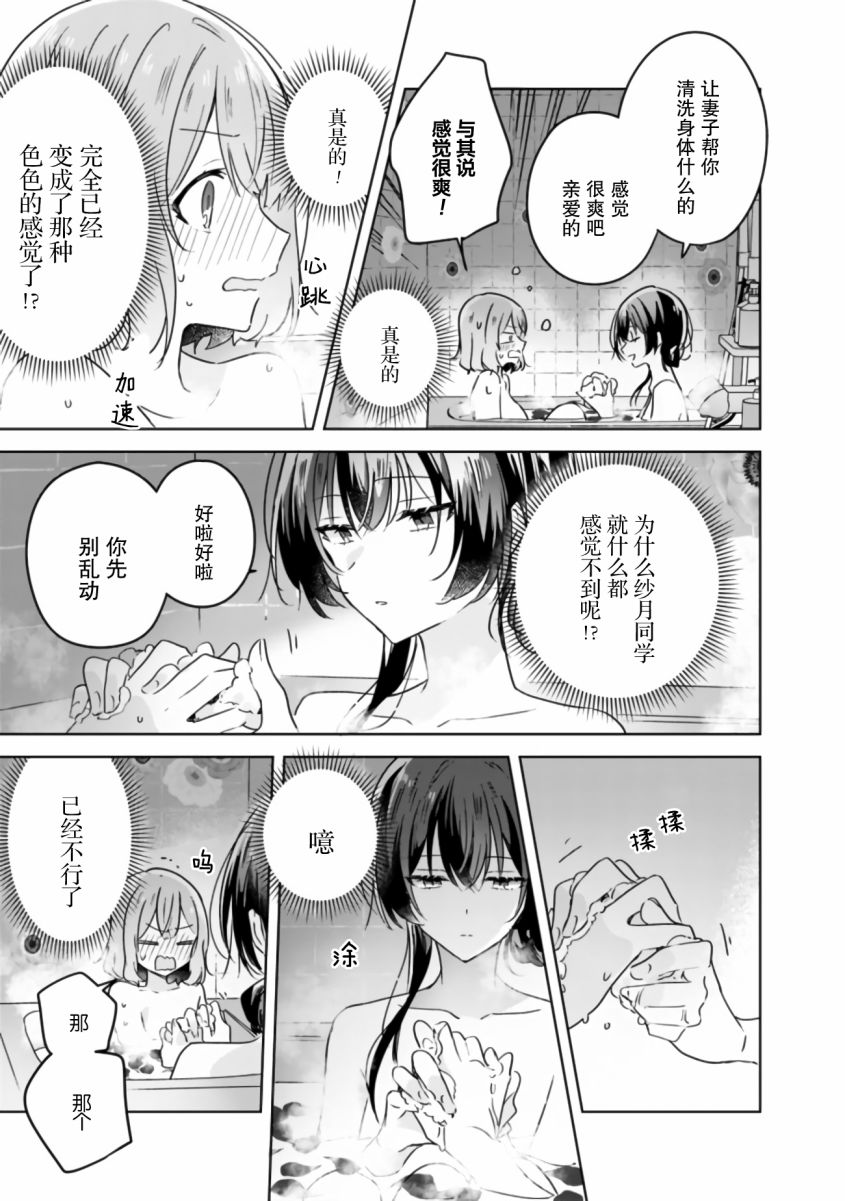 让妻子帮你
清洗身体什么的
感觉
很爽吧
亲爱的
与其说
感觉很爽！
真是的
真是的！
心跳
加速
完全已经
变成了那种
色色的感觉了！？
为什么纱月同学
就什么都
感觉不到呢！？
好啦好啦
你先
别乱动
揉
揉
噫
涂
已经不行了
呜
那
那个